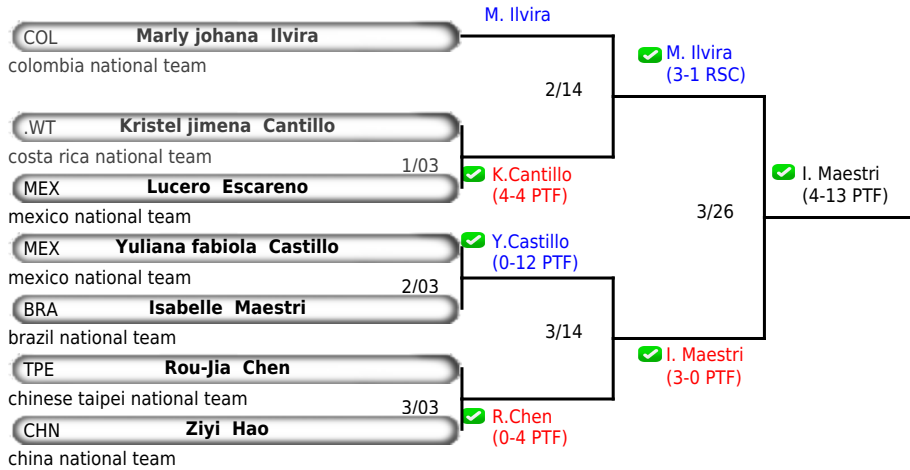 COL Marly johana Ilvira
colombia national team
.WT Kristel jimena Cantillo
costa rica national team
MEX Lucero Escareno
mexico national team
MEX Yuliana fabiola Castillo
mexico national team
BRA Isabelle Maestri
brazil national team
TPE Rou-Jia Chen
chinese taipei national team
CHN Ziyi Hao
china national team
1/03
2/03
3/03
M. Ilvira
K.Cantillo
(4-4 PTF)
Y.Castillo
(0-12 PTF)
R.Chen
(0-4 PTF)
2/14
3/14
M. Ilvira
(3-1 RSC)
I. Maestri
(3-0 PTF)
3/26
I. Maestri
(4-13 PTF)